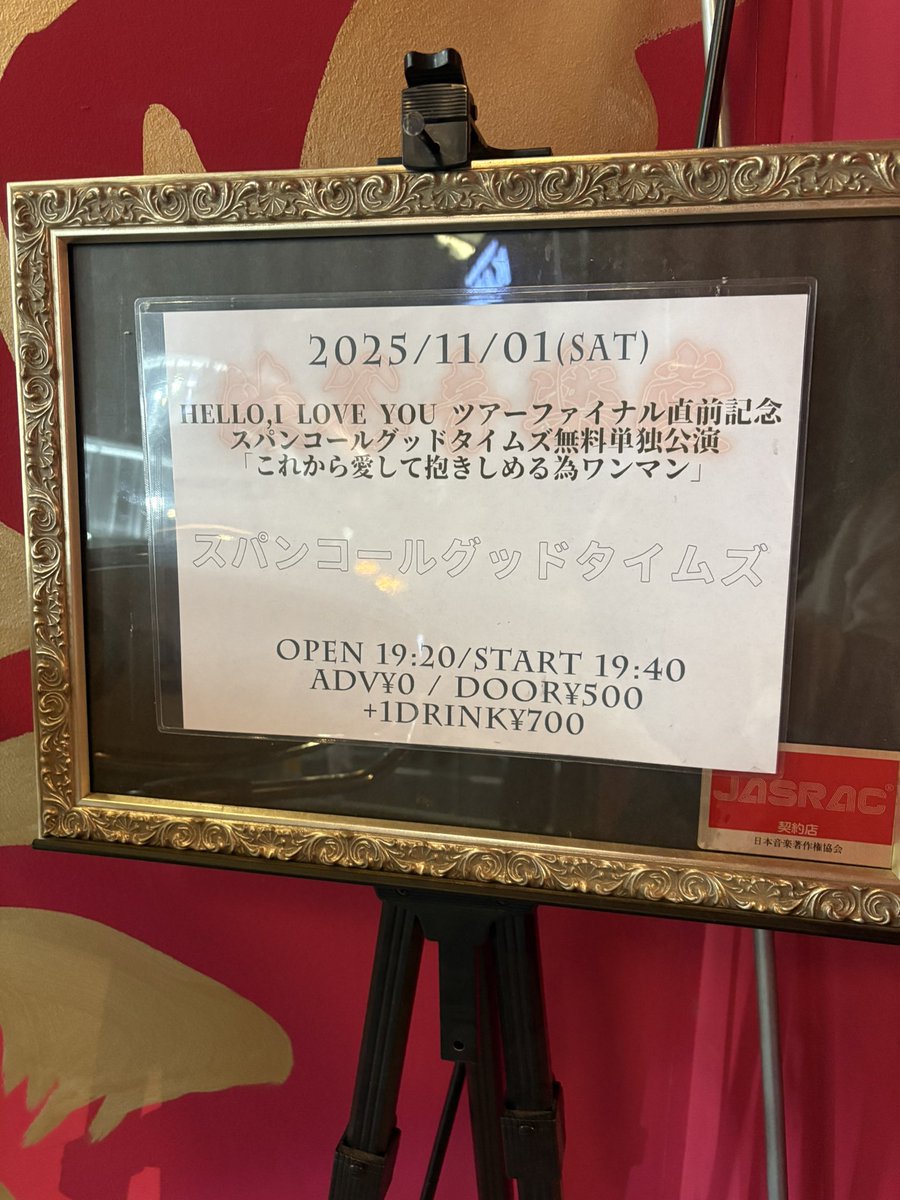 2025/11/01(SAT)
HELLO,I LOVE YOU ツアーファイナル直前記念
スパンコールグッドタイムズ無料単独公演
「これから愛して抱きしめる為ワンマン」
スパンコールグッドタイムズ
OPEN 19:20/START 19:40
ADV¥0 / DOOR¥500
+1DRINK¥700
JASRAC®
契約店
日本音楽著作権協会